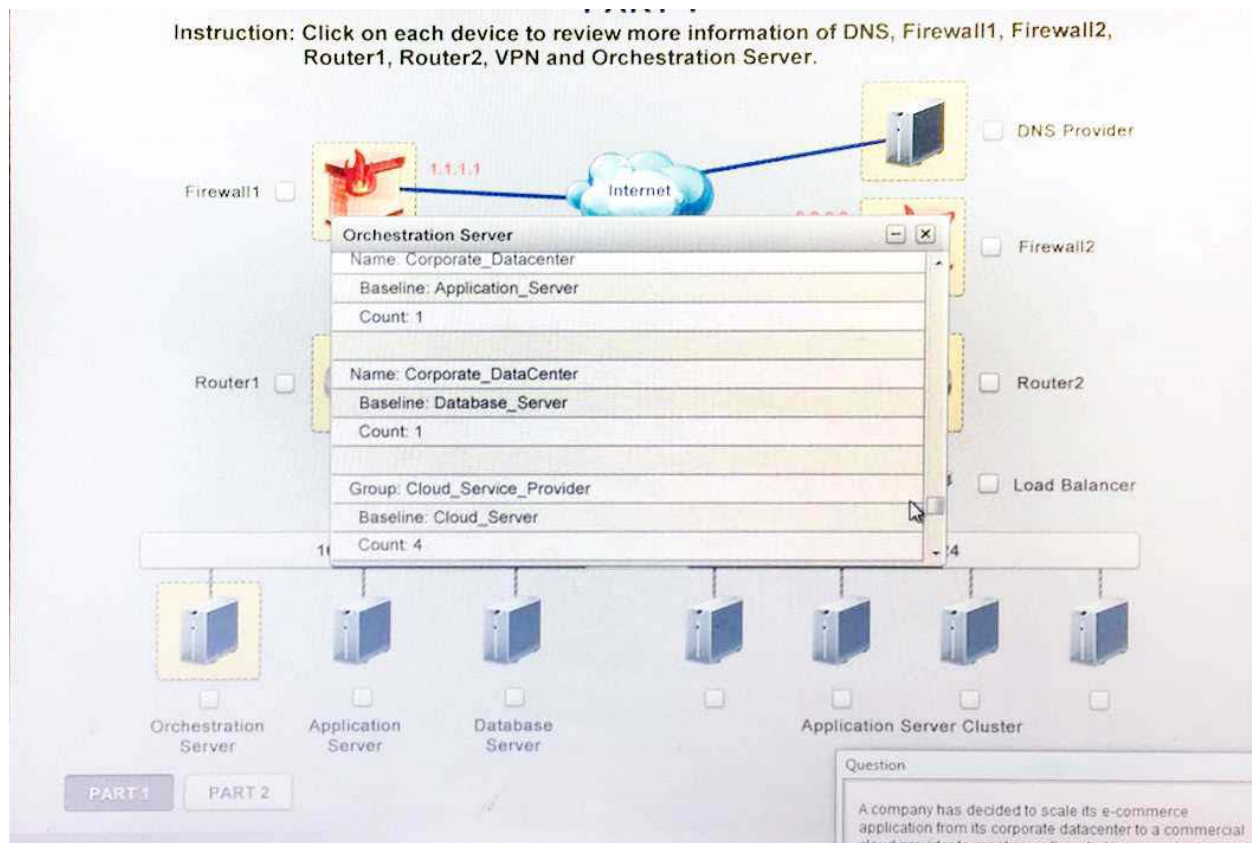 Instruction: Click on each device to review more information of DNS, Firewall1, Firewall2,
Router1, Router2, VPN and Orchestration Server.
DNS Provider
1.1.1.1
Firewall1
Internet
Firewall2
Orchestration Server
Name: Corporate_Datacenter
Baseline: Application_Server
Count: 1
Name: Corporate_DataCenter
Baseline: Database_Server
Count: 1
Group: Cloud_Service_Provider
Baseline: Cloud_Server
Count: 4
Router1
Router2
Load Balancer
Orchestration
Server
Application
Server
Database
Server
Application Server Cluster
PART 1
PART 2
Question
A company has decided to scale its e-commerce
application from its corporate datacenter to a commercial